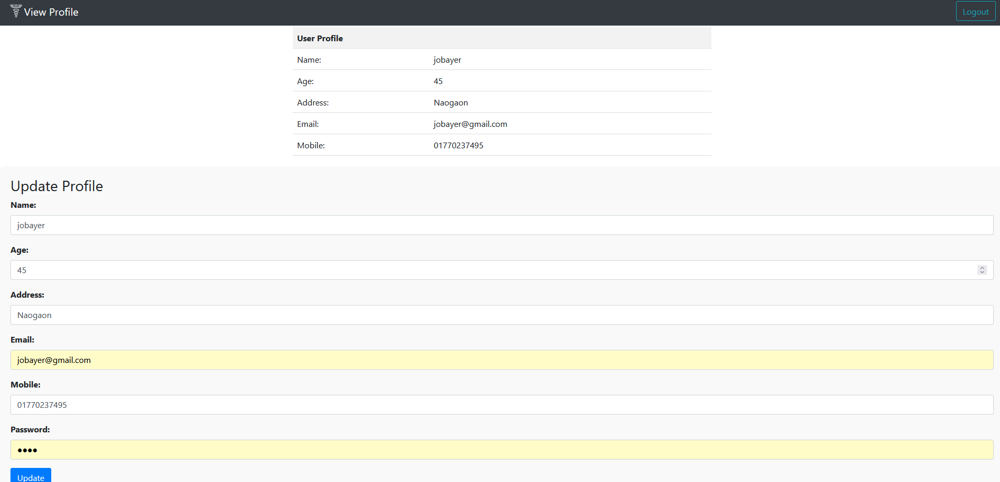 View Profile
Logout
User Profile
Name: jobayer
Age: 45
Address: Naogaon
Email: jobayer@gmail.com
Mobile: 01770237495
Update Profile
Name:
jobayer
Age:
45
Address:
Naogaon
Email:
jobayer@gmail.com
Mobile:
01770237495
Password:
••••
Update